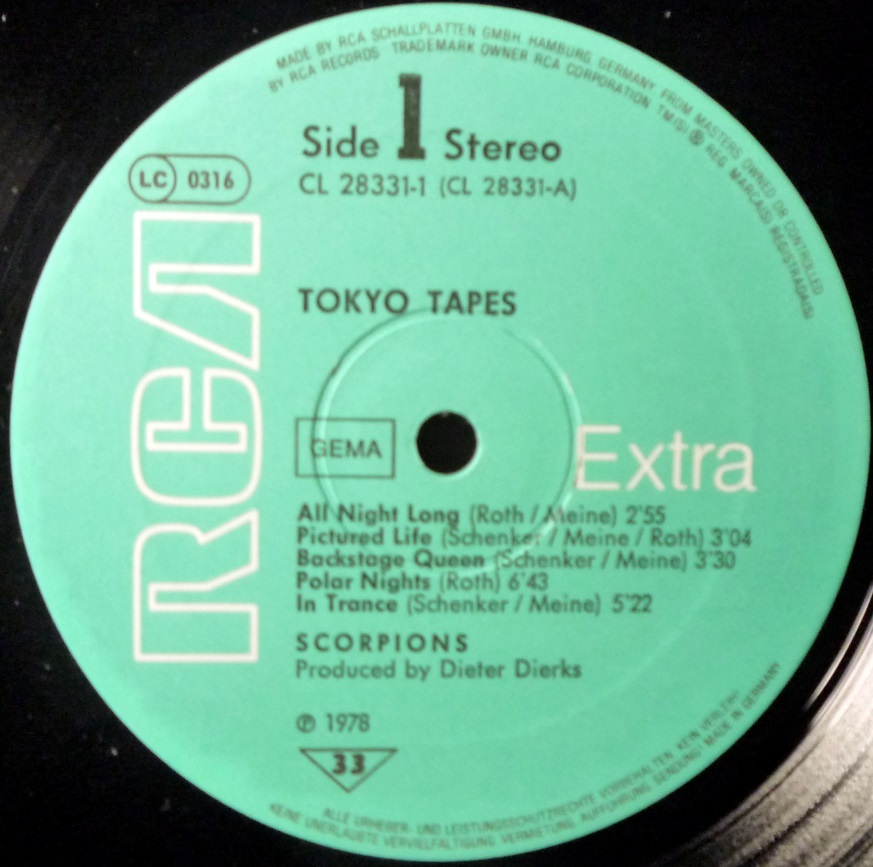 MADE BY RCA SCHALLPLATTEN GMBH, HAMBURG, GERMANY, FROM MASTERS OWNED OR CONTROLLED
BY RCA RECORDS TRADEMARK OWNER RCA CORPORATION TM(S) ® REG MARCA(S) REGISTRADA(S)
Side 1 Stereo
LC 0316
CL 28331-1 (CL 28331-A)
RCA
TOKYO TAPES
GEMA
Extra
All Night Long (Roth / Meine) 2'55
Pictured Life (Schenker / Meine / Roth) 3'04
Backstage Queen (Schenker / Meine) 3'30
Polar Nights (Roth) 6'43
In Trance (Schenker / Meine) 5'22
SCORPIONS
Produced by Dieter Dierks
℗ 1978
33
ALLE URHEBER- UND LEISTUNGSSCHUTZRECHTE VORBEHALTEN. KEIN VERLEIH!
KEINE UNERLAUBTE VERVIELFÄLTIGUNG, VERMIETUNG, AUFFÜHRUNG, SENDUNG! MADE IN GERMANY